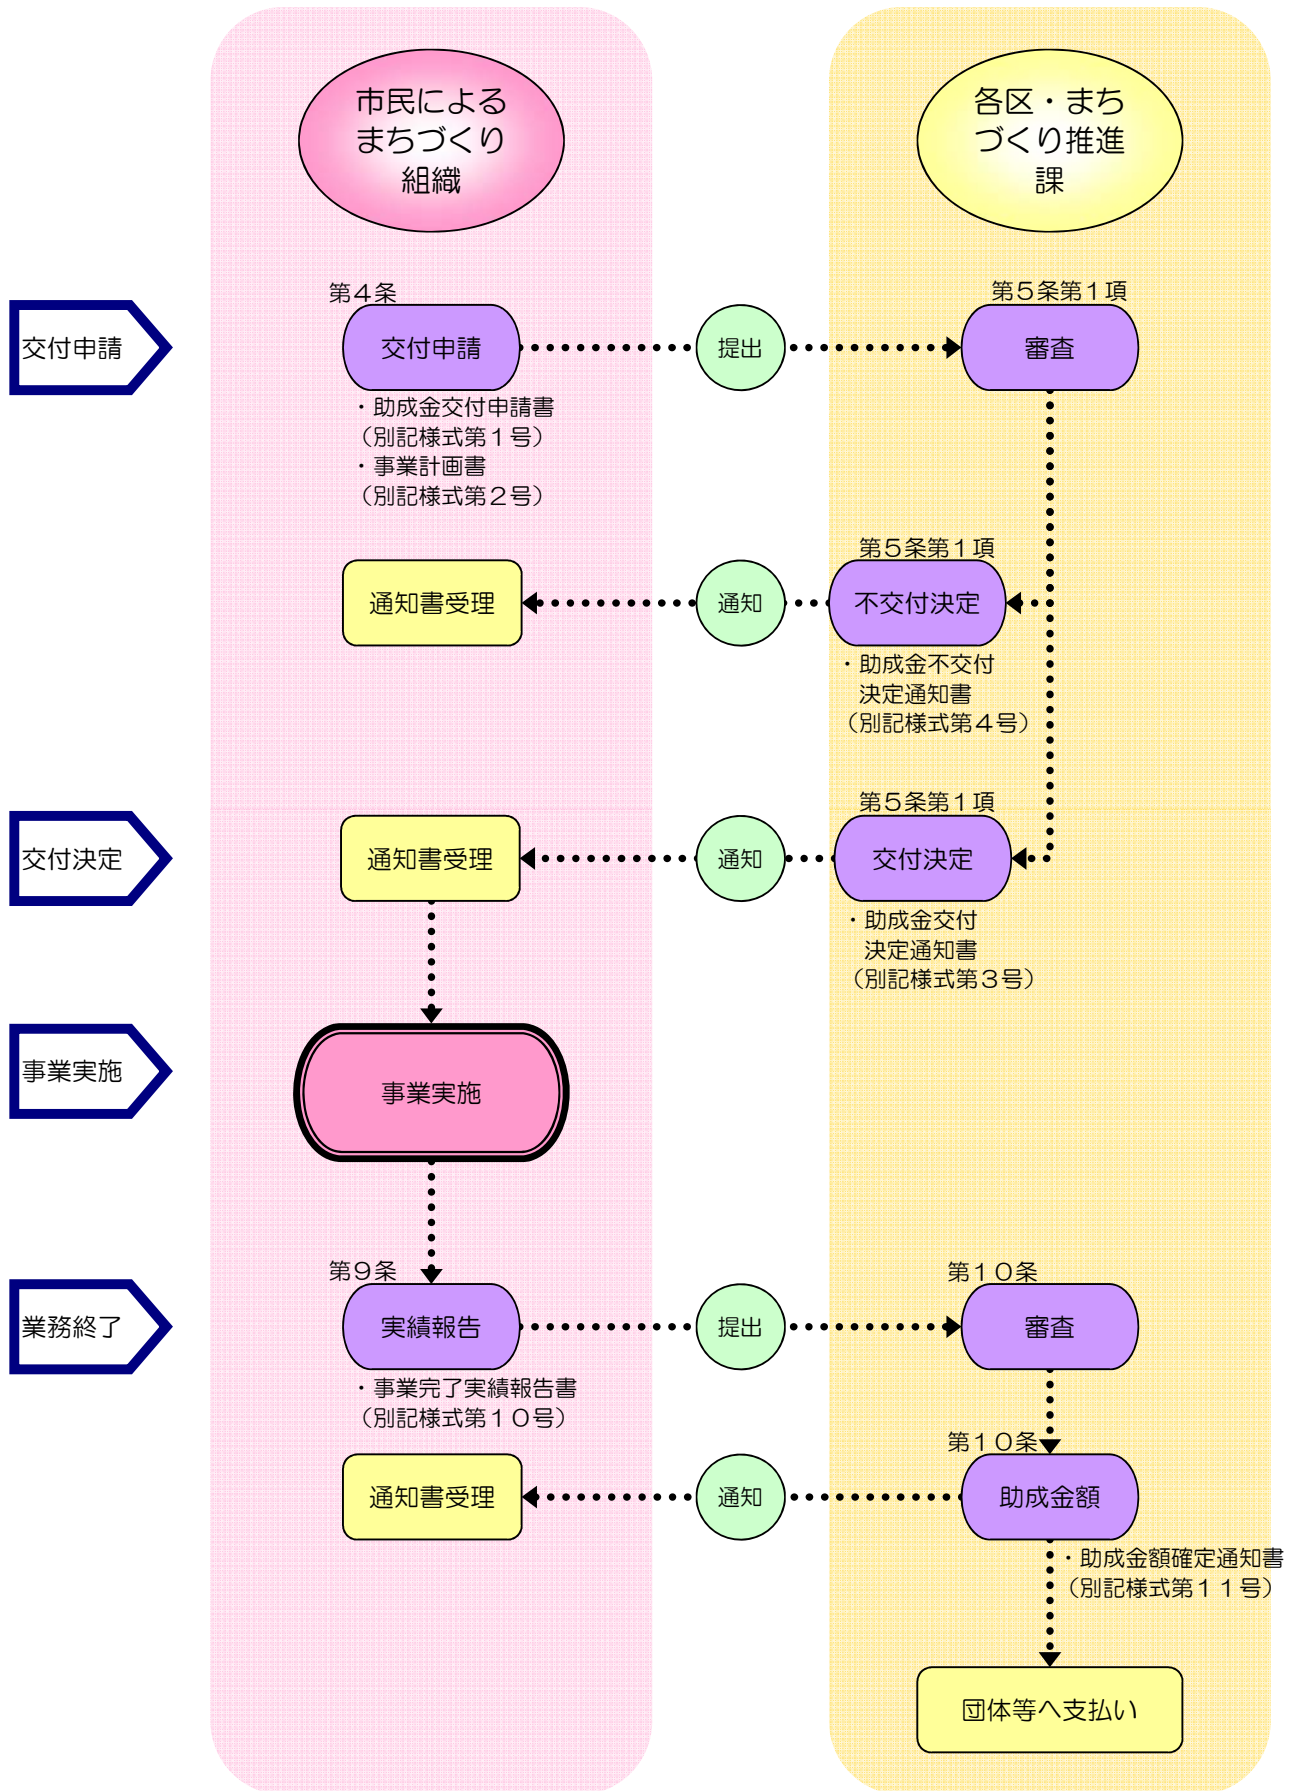 市民による
まちづくり
組織
各区・まち
づくり推進
課
交付申請
第４条
交付申請
提出
第５条第１項
審査
・助成金交付申請書
（別記様式第１号）
・事業計画書
（別記様式第２号）
通知書受理
通知
第５条第１項
不交付決定
・助成金不交付
決定通知書
（別記様式第４号）
交付決定
通知書受理
通知
第５条第１項
交付決定
・助成金交付
決定通知書
（別記様式第３号）
事業実施
事業実施
業務終了
第９条
実績報告
提出
第１０条
審査
・事業完了実績報告書
（別記様式第１０号）
通知書受理
通知
第１０条
助成金額
・助成金額確定通知書
（別記様式第１１号）
団体等へ支払い